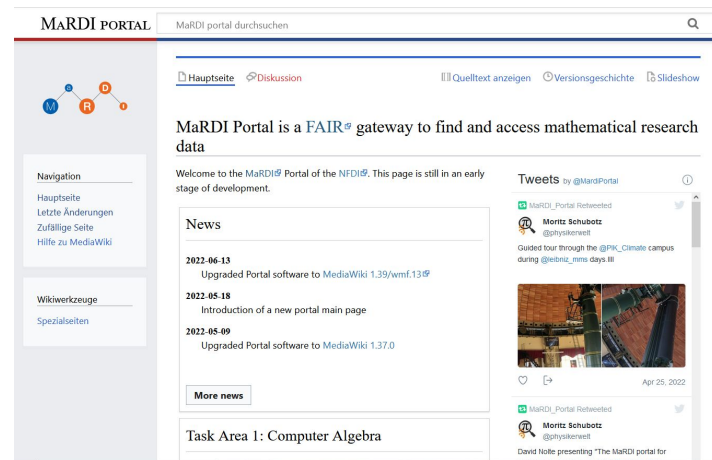 MARDI PORTAL
MaRDI portal durchsuchen
Hauptseite
Diskussion
Quelltext anzeigen
Versionsgeschichte
Slideshow
M a R D I
MaRDI Portal is a FAIR gateway to find and access mathematical research
data
Navigation
Hauptseite
Letzte Änderungen
Zufällige Seite
Hilfe zu MediaWiki
Wikiwerkzeuge
Spezialseiten
Welcome to the MaRDI Portal of the NFDI. This page is still in an early
stage of development.
News
2022-06-13
Upgraded Portal software to MediaWiki 1.39/wmf.13
2022-05-18
Introduction of a new portal main page
2022-05-09
Upgraded Portal software to MediaWiki 1.37.0
More news
Task Area 1: Computer Algebra
Tweets by @MardiPortal
MaRDI_Portal Retweeted
Moritz Schubotz
@physikerwelt
Guided tour through the @PIK_Climate campus
during @leibniz_mms days.
Apr 25, 2022
MaRDI_Portal Retweeted
Moritz Schubotz
@physikerwelt
David Nolte presenting "The MaRDI portal for